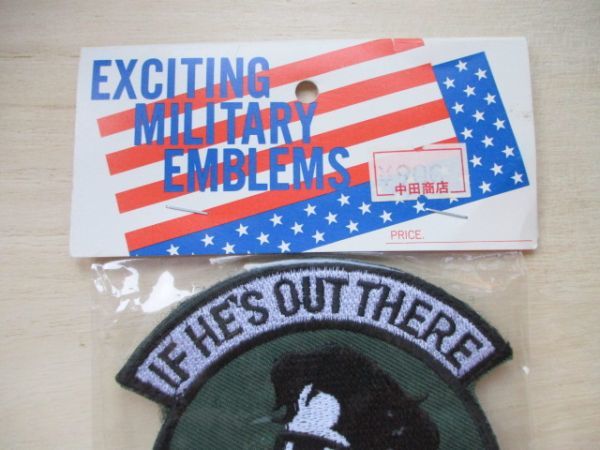 EXCITING
MILITARY
EMBLEMS
中田商店
PRICE.
IF HE'S OUT THERE